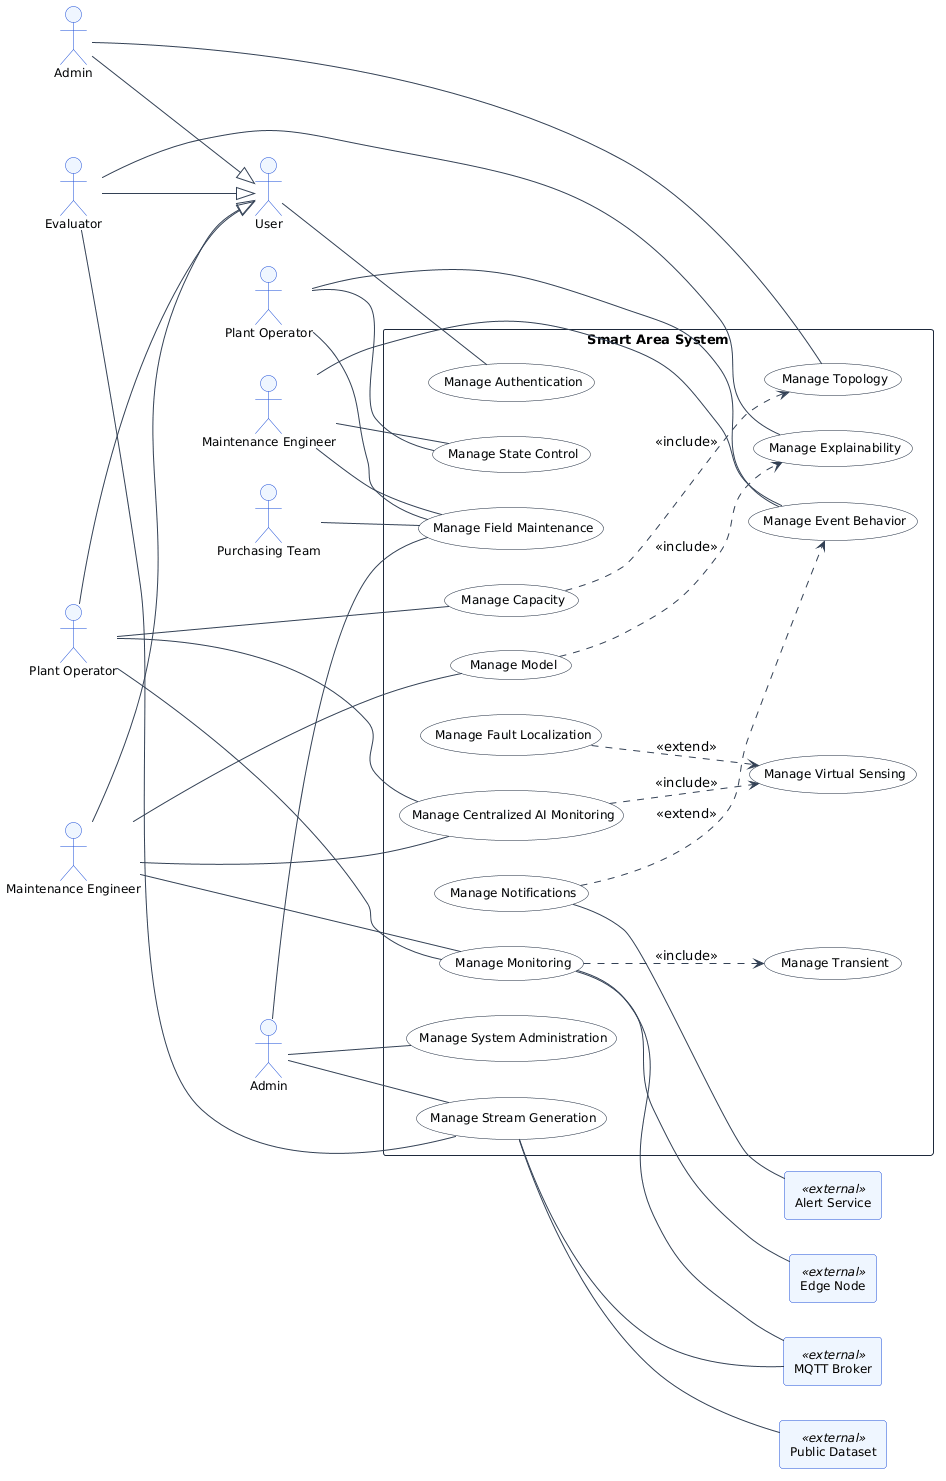 Admin
Evaluator
User
Plant Operator
Smart Area System
Manage Authentication
Manage Topology
Maintenance Engineer
«include»
Manage State Control
Manage Explainability
Manage Field Maintenance
Manage Event Behavior
Purchasing Team
«include»
Manage Capacity
Plant Operator
Manage Model
Manage Fault Localization
«extend»
Manage Virtual Sensing
«include»
Manage Centralized AI Monitoring
«extend»
Maintenance Engineer
Manage Notifications
«include»
Manage Monitoring
Manage Transient
Manage System Administration
Admin
Manage Stream Generation
«external»
Alert Service
«external»
Edge Node
«external»
MQTT Broker
«external»
Public Dataset